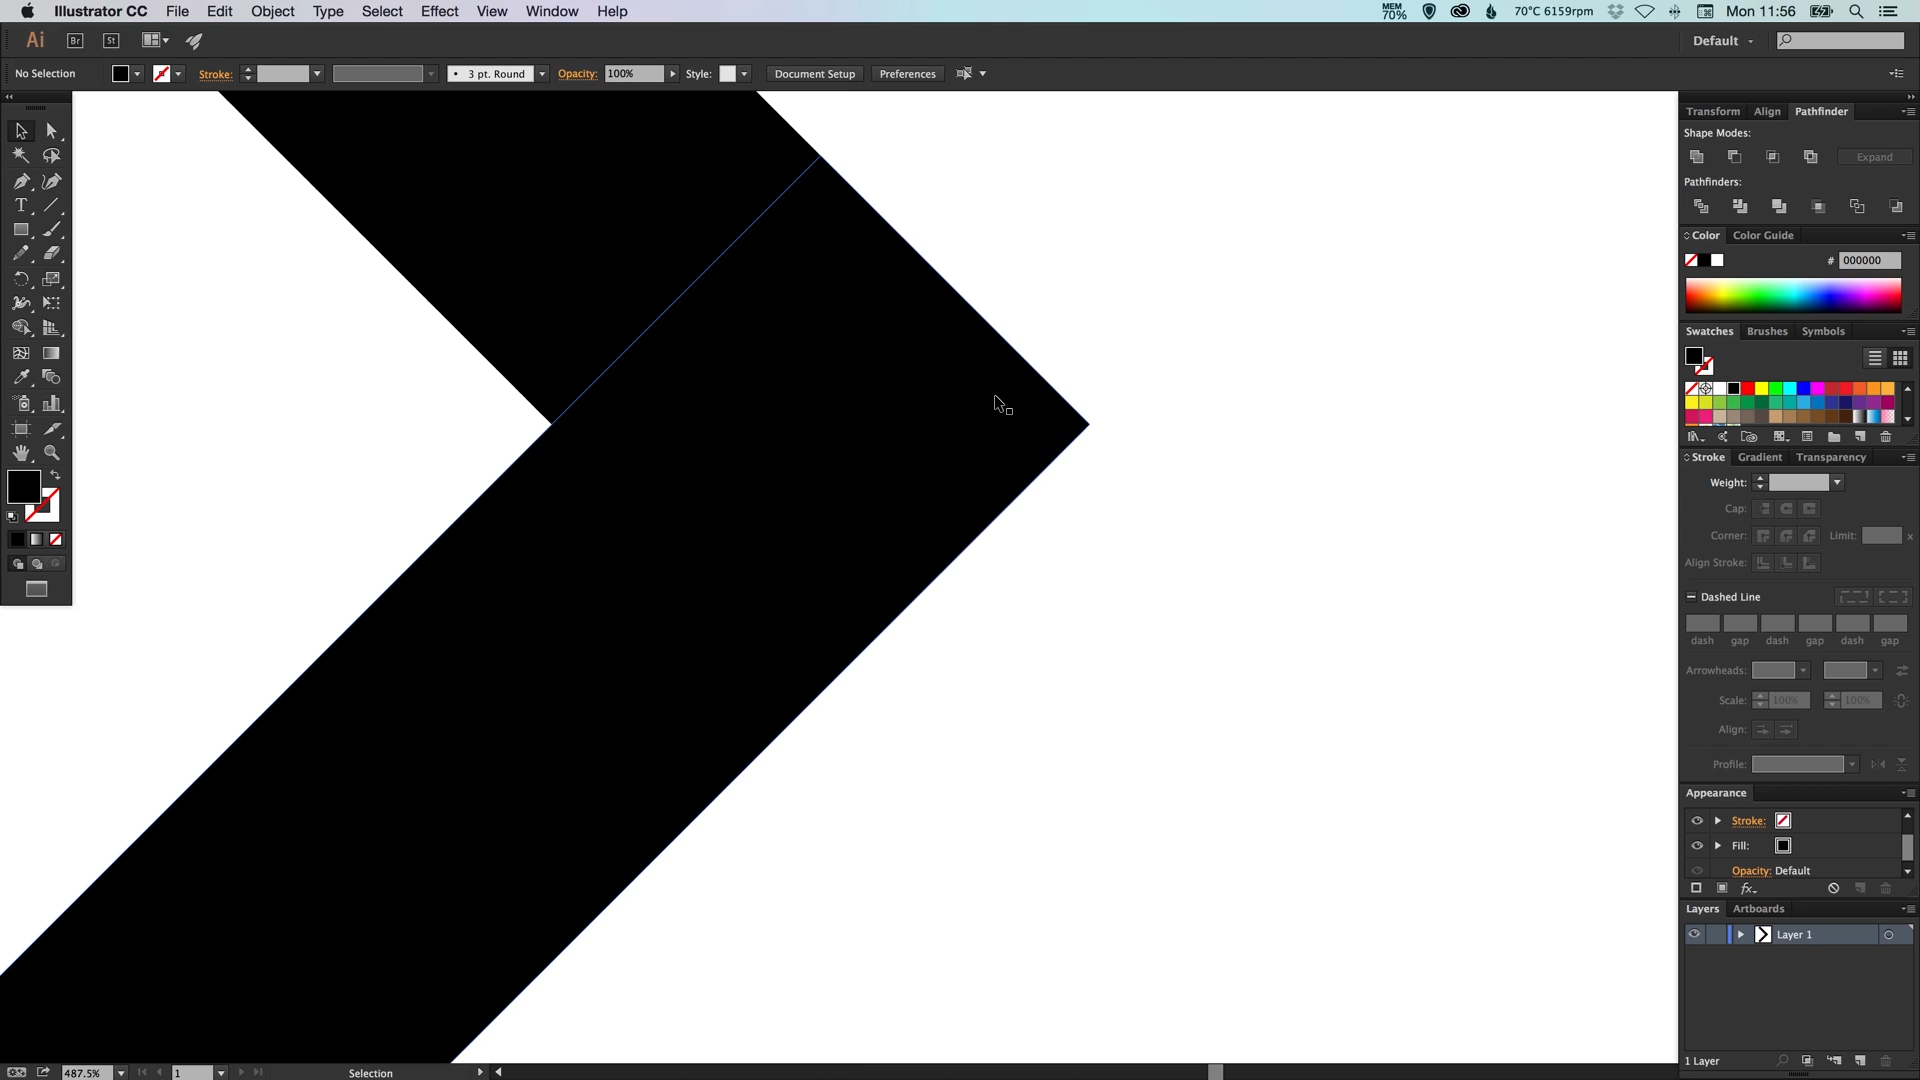 Illustrator CC File Edit Object Type Select Effect View Window Help
MEM 70% 70°C 6159rpm Mon 11:56
Ai Br St Default
No Selection Stroke: 3 pt. Round Opacity: 100% Style: Document Setup Preferences
Transform Align Pathfinder
Shape Modes:
Expand
Pathfinders:
Color Color Guide
# 000000
Swatches Brushes Symbols
Stroke Gradient Transparency
Weight:
Cap:
Corner: Limit: x
Align Stroke:
Dashed Line
dash gap dash gap dash gap
Arrowheads:
Scale: 100% 100%
Align:
Profile:
Appearance
Stroke:
Fill:
Opacity: Default
fx
Layers Artboards
Layer 1
1 Layer
487.5% 1 Selection